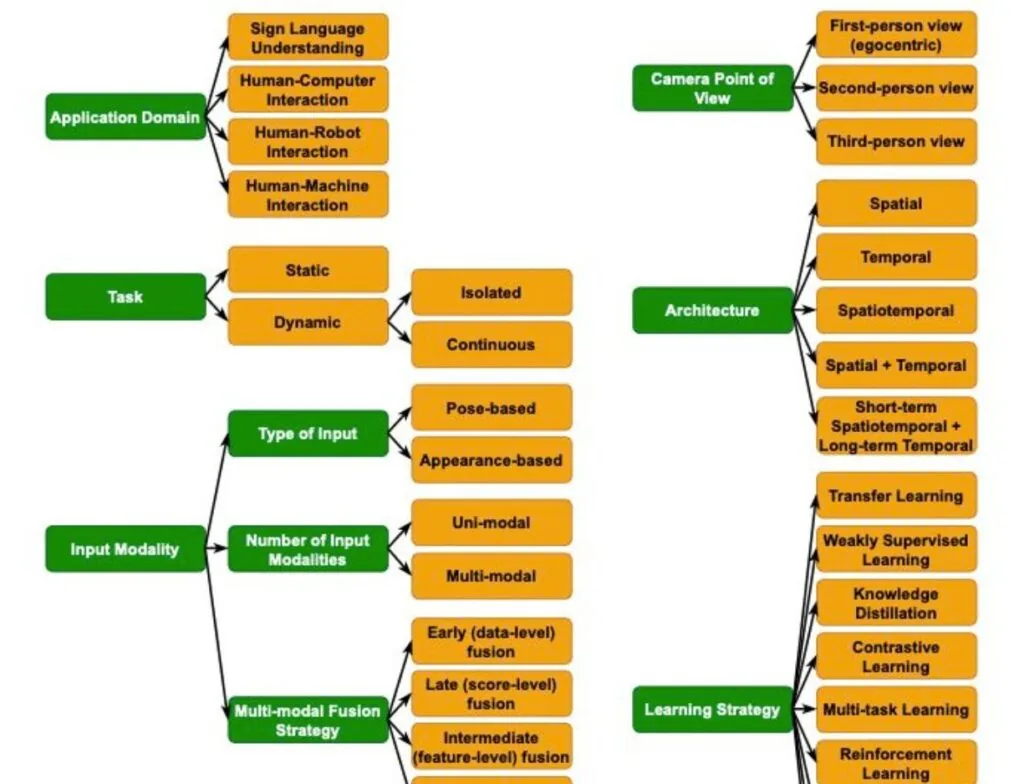 Sign Language
Understanding
Human-Computer
Interaction
Application Domain
Human-Robot
Interaction
Human-Machine
Interaction
Static
Task
Dynamic
Isolated
Continuous
Type of Input
Pose-based
Appearance-based
Input Modality
Number of Input
Modalities
Uni-modal
Multi-modal
Multi-modal Fusion
Strategy
Early (data-level)
fusion
Late (score-level)
fusion
Intermediate
(feature-level) fusion
Camera Point of
View
First-person view
(egocentric)
Second-person view
Third-person view
Architecture
Spatial
Temporal
Spatiotemporal
Spatial + Temporal
Short-term
Spatiotemporal +
Long-term Temporal
Learning Strategy
Transfer Learning
Weakly Supervised
Learning
Knowledge
Distillation
Contrastive
Learning
Multi-task Learning
Reinforcement
Learning